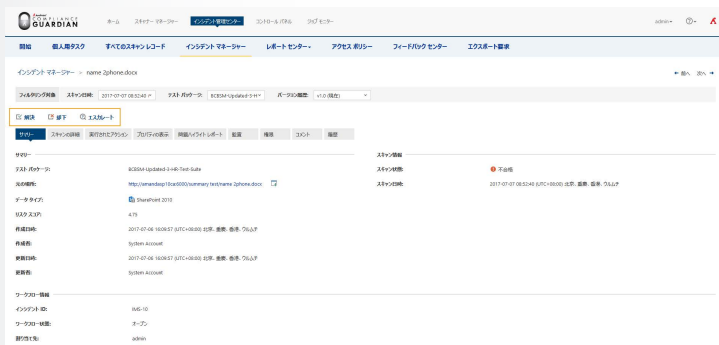 COMPLIANCE
GUARDIAN
ホーム スキャナー マネージャー インシデント管理センター コントロール パネル ジョブ モニター admin
開始 個人用タスク すべてのスキャン レコード インシデント マネージャー レポート センター アクセス ポリシー フィードバック センター エクスポート要求
インシデント マネージャー > name 2phone.docx ← 前へ 次へ →
フィルタリング対象 スキャン日時: 2017-07-07 08:52:40 テスト パッケージ: BCBSM-Updated-3-H バージョン履歴: v1.0 (現在)
解決 却下 エスカレート
サマリー スキャンの詳細 実行されたアクション プロパティの表示 問題ハイライト レポート 監査 権限 コメント 履歴
サマリー スキャン情報
テスト パッケージ: BCBSM-Updated-3-HR-Test-Suite スキャン状態: 不合格
元の場所: http://amandasp10ce:6000/summary test/name 2phone.docx スキャン日時: 2017-07-07 08:52:40 (UTC+08:00) 北京、重慶、香港、ウルムチ
データ タイプ: SharePoint 2010
リスク スコア: 4.73
作成日時: 2017-07-06 16:09:57 (UTC+08:00) 北京、重慶、香港、ウルムチ
作成者: System Account
更新日時: 2017-07-06 16:09:57 (UTC+08:00) 北京、重慶、香港、ウルムチ
更新者: System Account
ワークフロー情報
インシデント ID: IMS-10
ワークフロー状態: オープン
割り当て先: admin